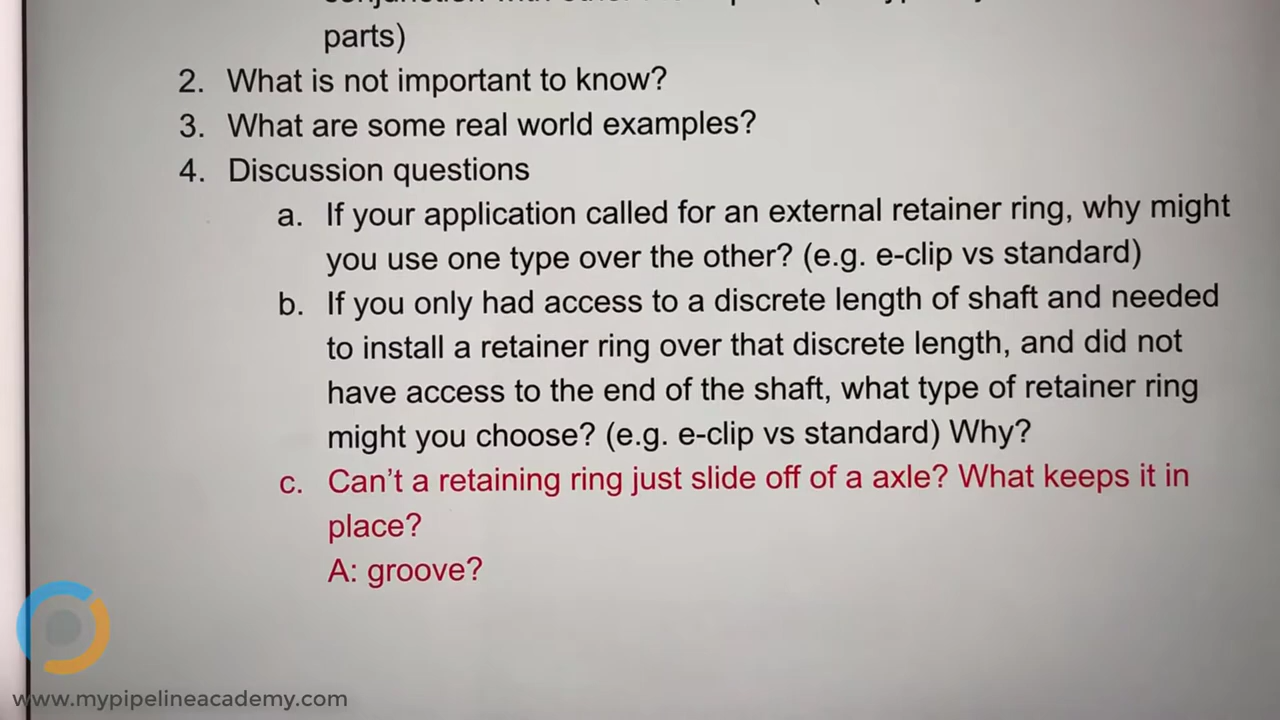 parts)
2. What is not important to know?
3. What are some real world examples?
4. Discussion questions
a. If your application called for an external retainer ring, why might
you use one type over the other? (e.g. e-clip vs standard)
b. If you only had access to a discrete length of shaft and needed
to install a retainer ring over that discrete length, and did not
have access to the end of the shaft, what type of retainer ring
might you choose? (e.g. e-clip vs standard) Why?
c. Can't a retaining ring just slide off of a axle? What keeps it in
place?
A: groove?
www.mypipelineacademy.com